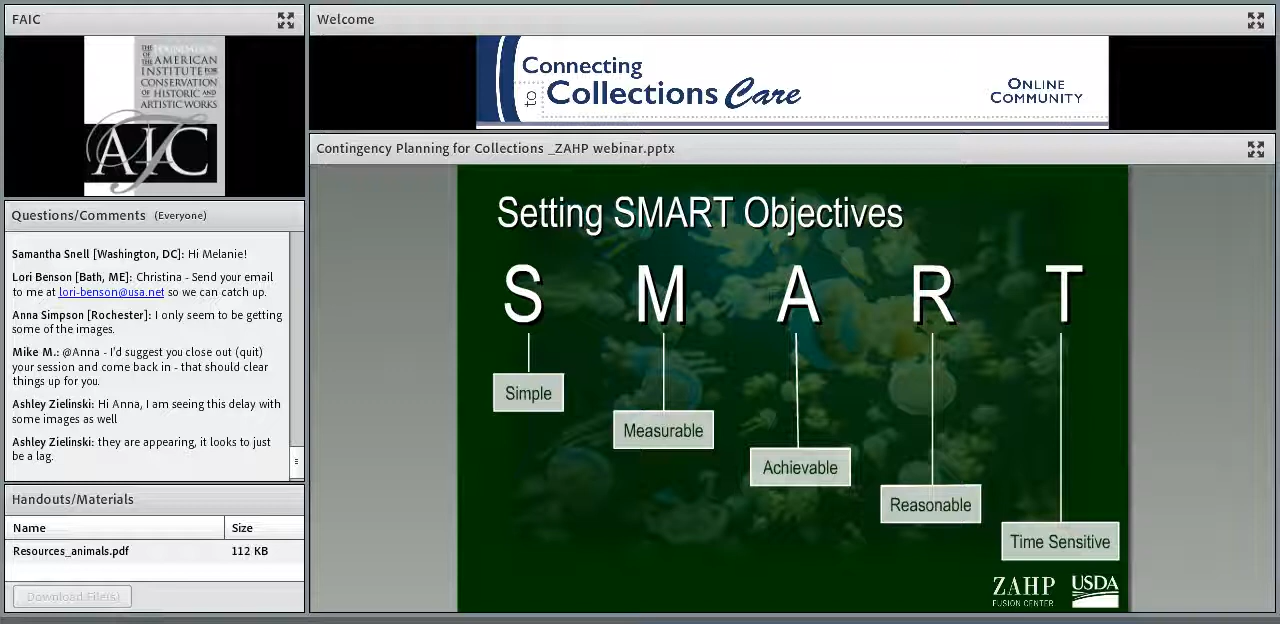 FAIC
THE FOUNDATION
OF THE AMERICAN
INSTITUTE FOR
CONSERVATION
OF HISTORIC AND
ARTISTIC WORKS
AIC
Questions/Comments (Everyone)
Samantha Snell [Washington, DC]: Hi Melanie!
Lori Benson [Bath, ME]: Christina - Send your email
to me at lori-benson@usa.net so we can catch up.
Anna Simpson [Rochester]: I only seem to be getting
some of the images.
Mike M.: @Anna - I'd suggest you close out (quit)
your session and come back in - that should clear
things up for you.
Ashley Zielinski: Hi Anna, I am seeing this delay with
some images as well
Ashley Zielinski: they are appearing, it looks to just
be a lag.
Handouts/Materials
Name Size
Resources_animals.pdf 112 KB
Download File(s)
Welcome
Connecting
to Collections Care
ONLINE
COMMUNITY
Contingency Planning for Collections _ZAHP webinar.pptx
Setting SMART Objectives
S M A R T
Simple
Measurable
Achievable
Reasonable
Time Sensitive
ZAHP
FUSION CENTER
USDA